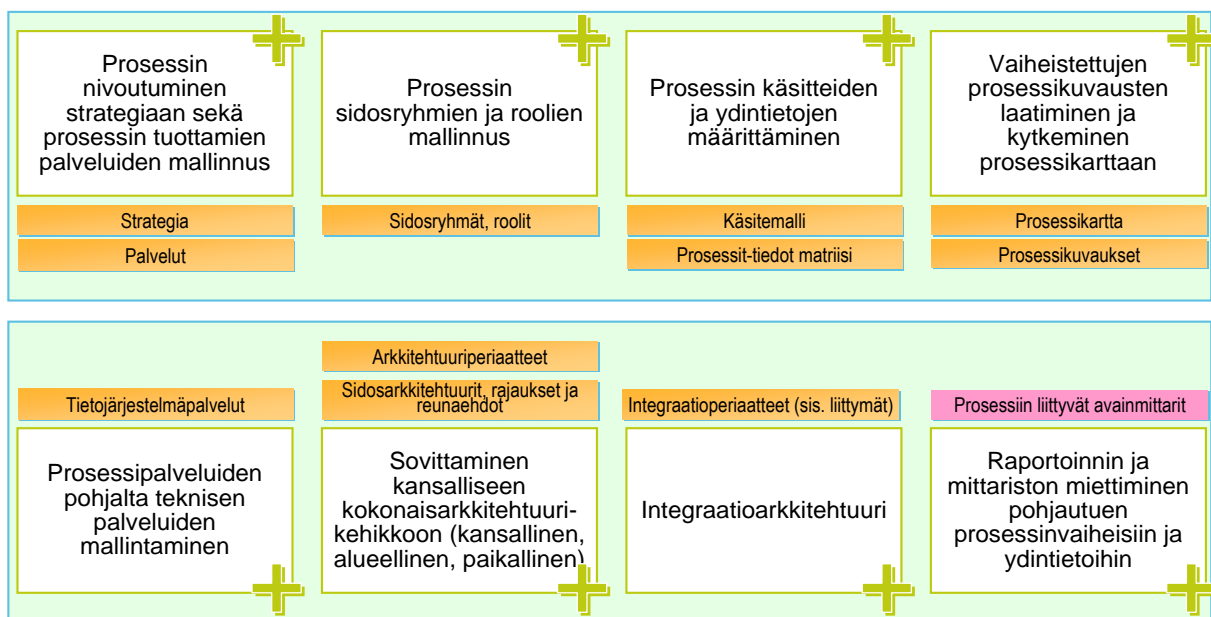 Prosessin
nivoutuminen
strategiaan sekä
prosessin tuottamien
palveluiden mallinnus
Strategia
Palvelut
Prosessin
sidosryhmien ja roolien
mallinnus
Sidosryhmät, roolit
Prosessin käsitteiden
ja ydintietojen
määrittäminen
Käsitemalli
Prosessit-tiedot matriisi
Vaiheistettujen
prosessikuvausten
laatiminen ja
kytkeminen
prosessikarttaan
Prosessikartta
Prosessikuvaukset
Tietojärjestelmäpalvelut
Prosessipalveluiden
pohjalta teknisen
palveluiden
mallintaminen
Arkkitehtuuriperiaatteet
Sidosarkkitehtuurit, rajaukset ja
reunaehdot
Sovittaminen
kansalliseen
kokonaisarkkitehtuuri-
kehikkoon (kansallinen,
alueellinen, paikallinen)
Integraatioperiaatteet (sis. liittymät)
Integraatioarkkitehtuuri
Prosessiin liittyvät avainmittarit
Raportoinnin ja
mittariston miettiminen
pohjautuen
prosessinvaiheisiin ja
ydintietoihin